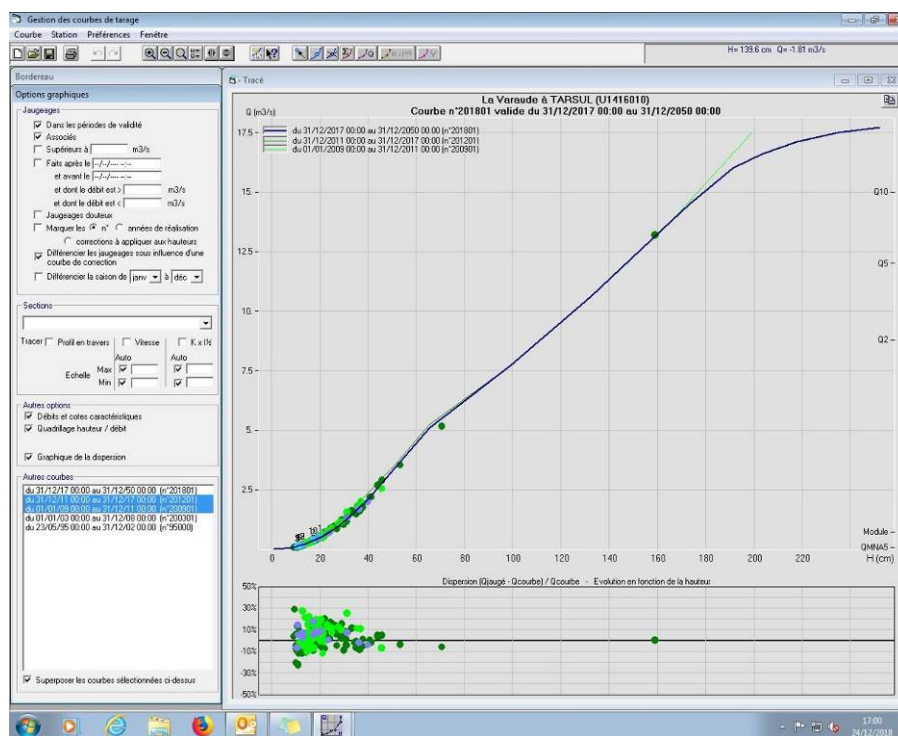 Gestion des courbes de tarage
Courbe Station Préférences Fenêtre
H= 139.6 cm Q= -1.81 m3/s
Bordereau
Options graphiques
Jaugeages
Dans les périodes de validité
Associés
Supérieurs à m3/s
Faits après le --/--/---- --:--
et avant le --/--/---- --:--
et dont le débit est > m3/s
et dont le débit est < m3/s
Jaugeages douteux
Marquer les n° années de réalisation
corrections à appliquer aux hauteurs
Différencier les jaugeages sous influence d'une
courbe de correction
Différencier la saison de janv à déc
Sections
Tracer Profil en travers Vitesse K x I½
Auto Auto
Echelle Max
Min
Autres options
Débits et cotes caractéristiques
Quadrillage hauteur / débit
Graphique de la dispersion
Autres courbes
du 31/12/17 00:00 au 31/12/50 00:00 (n°201801)
du 31/12/11 00:00 au 31/12/17 00:00 (n°201201)
du 01/01/09 00:00 au 31/12/11 00:00 (n°200901)
du 01/01/03 00:00 au 31/12/08 00:00 (n°200301)
du 23/05/95 00:00 au 31/12/02 00:00 (n°95000)
Superposer les courbes sélectionnées ci-dessus
- Tracé
La Varaude à TARSUL (U1416010)
Courbe n°201801 valide du 31/12/2017 00:00 au 31/12/2050 00:00
Q (m3/s)
du 31/12/2017 00:00 au 31/12/2050 00:00 (n°201801)
du 31/12/2011 00:00 au 31/12/2017 00:00 (n°201201)
du 01/01/2009 00:00 au 31/12/2011 00:00 (n°200901)
17.5
15.
12.5
10.
7.5
5.
2.5
Q10
Q5
Q2
Module
QMNA5
0 20 40 60 80 100 120 140 160 180 200 220 H (cm)
Dispersion (Qjaugé - Qcourbe) / Qcourbe - Evolution en fonction de la hauteur
50%
30%
10%
-10%
-30%
-50%
17:00
24/12/2018